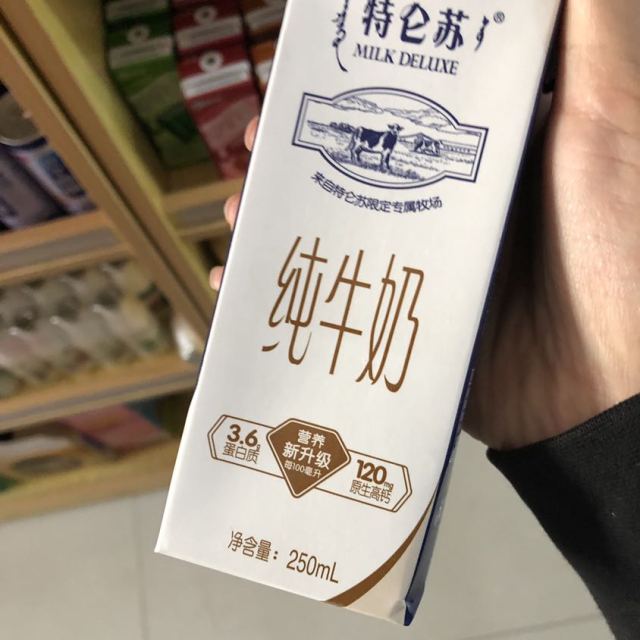 特仑苏®
MILK DELUXE
来自特仑苏限定专属牧场
纯牛奶
3.6g
蛋白质
营养
新升级
每100毫升
120mg
原生高钙
净含量：250mL